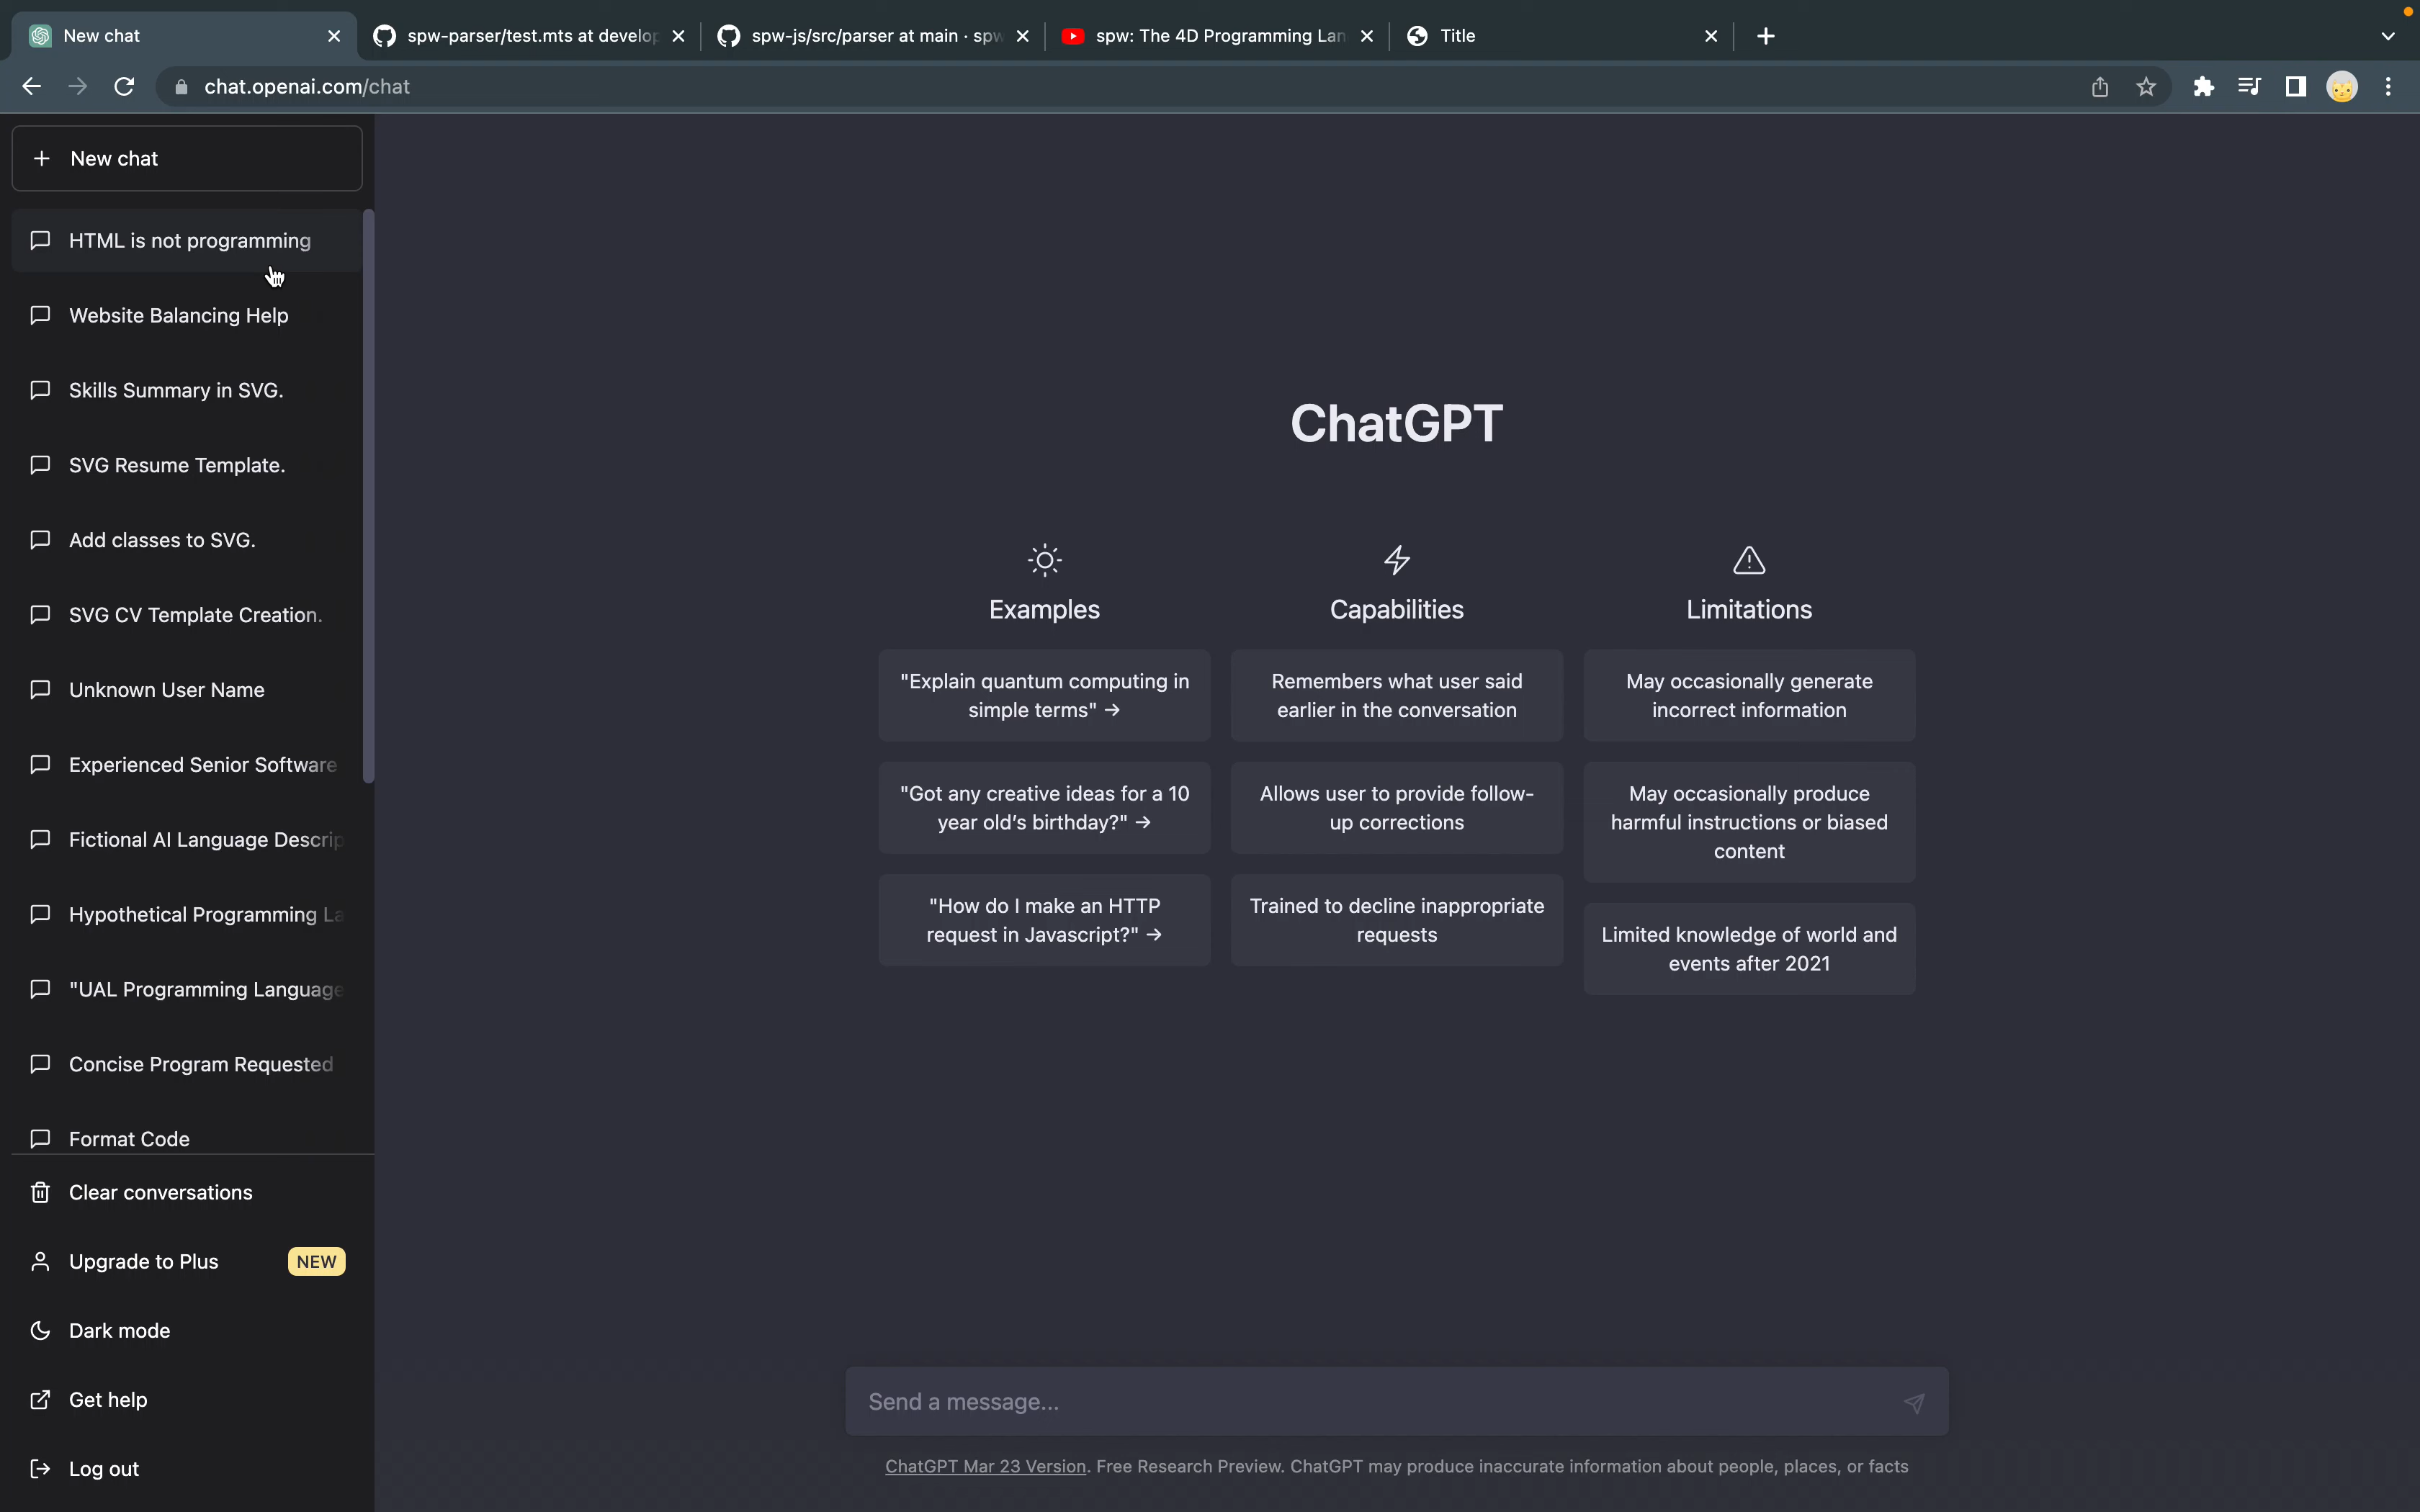 New chat
spw-parser/test.mts at develop
spw-js/src/parser at main · spw
spw: The 4D Programming Lan
Title
chat.openai.com/chat
New chat
HTML is not programming
Website Balancing Help
Skills Summary in SVG.
SVG Resume Template.
Add classes to SVG.
SVG CV Template Creation.
Unknown User Name
Experienced Senior Software
Fictional AI Language Descrip
Hypothetical Programming La
"UAL Programming Language
Concise Program Requested
Format Code
Clear conversations
Upgrade to Plus NEW
Dark mode
Get help
Log out
ChatGPT
Examples
"Explain quantum computing in
simple terms" →
"Got any creative ideas for a 10
year old's birthday?" →
"How do I make an HTTP
request in Javascript?" →
Capabilities
Remembers what user said
earlier in the conversation
Allows user to provide follow-
up corrections
Trained to decline inappropriate
requests
Limitations
May occasionally generate
incorrect information
May occasionally produce
harmful instructions or biased
content
Limited knowledge of world and
events after 2021
Send a message...
ChatGPT Mar 23 Version. Free Research Preview. ChatGPT may produce inaccurate information about people, places, or facts